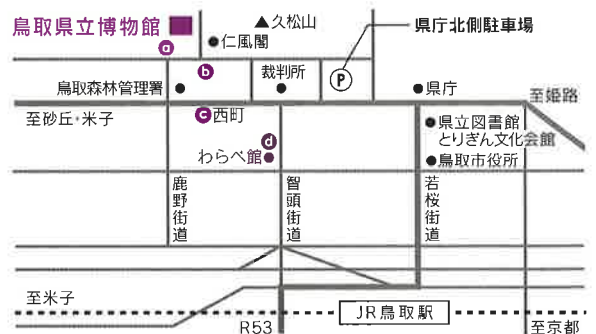 鳥取県立博物館
▲久松山
県庁北側駐車場
a
●仁風閣
b
裁判所
P
鳥取森林管理署
●県庁
至姫路
至砂丘・米子
c西町
●県立図書館
とりぎん文化会館
d
わらべ館●
●鳥取市役所
鹿野街道
智頭街道
若桜街道
至米子
JR鳥取駅
R53
至京都